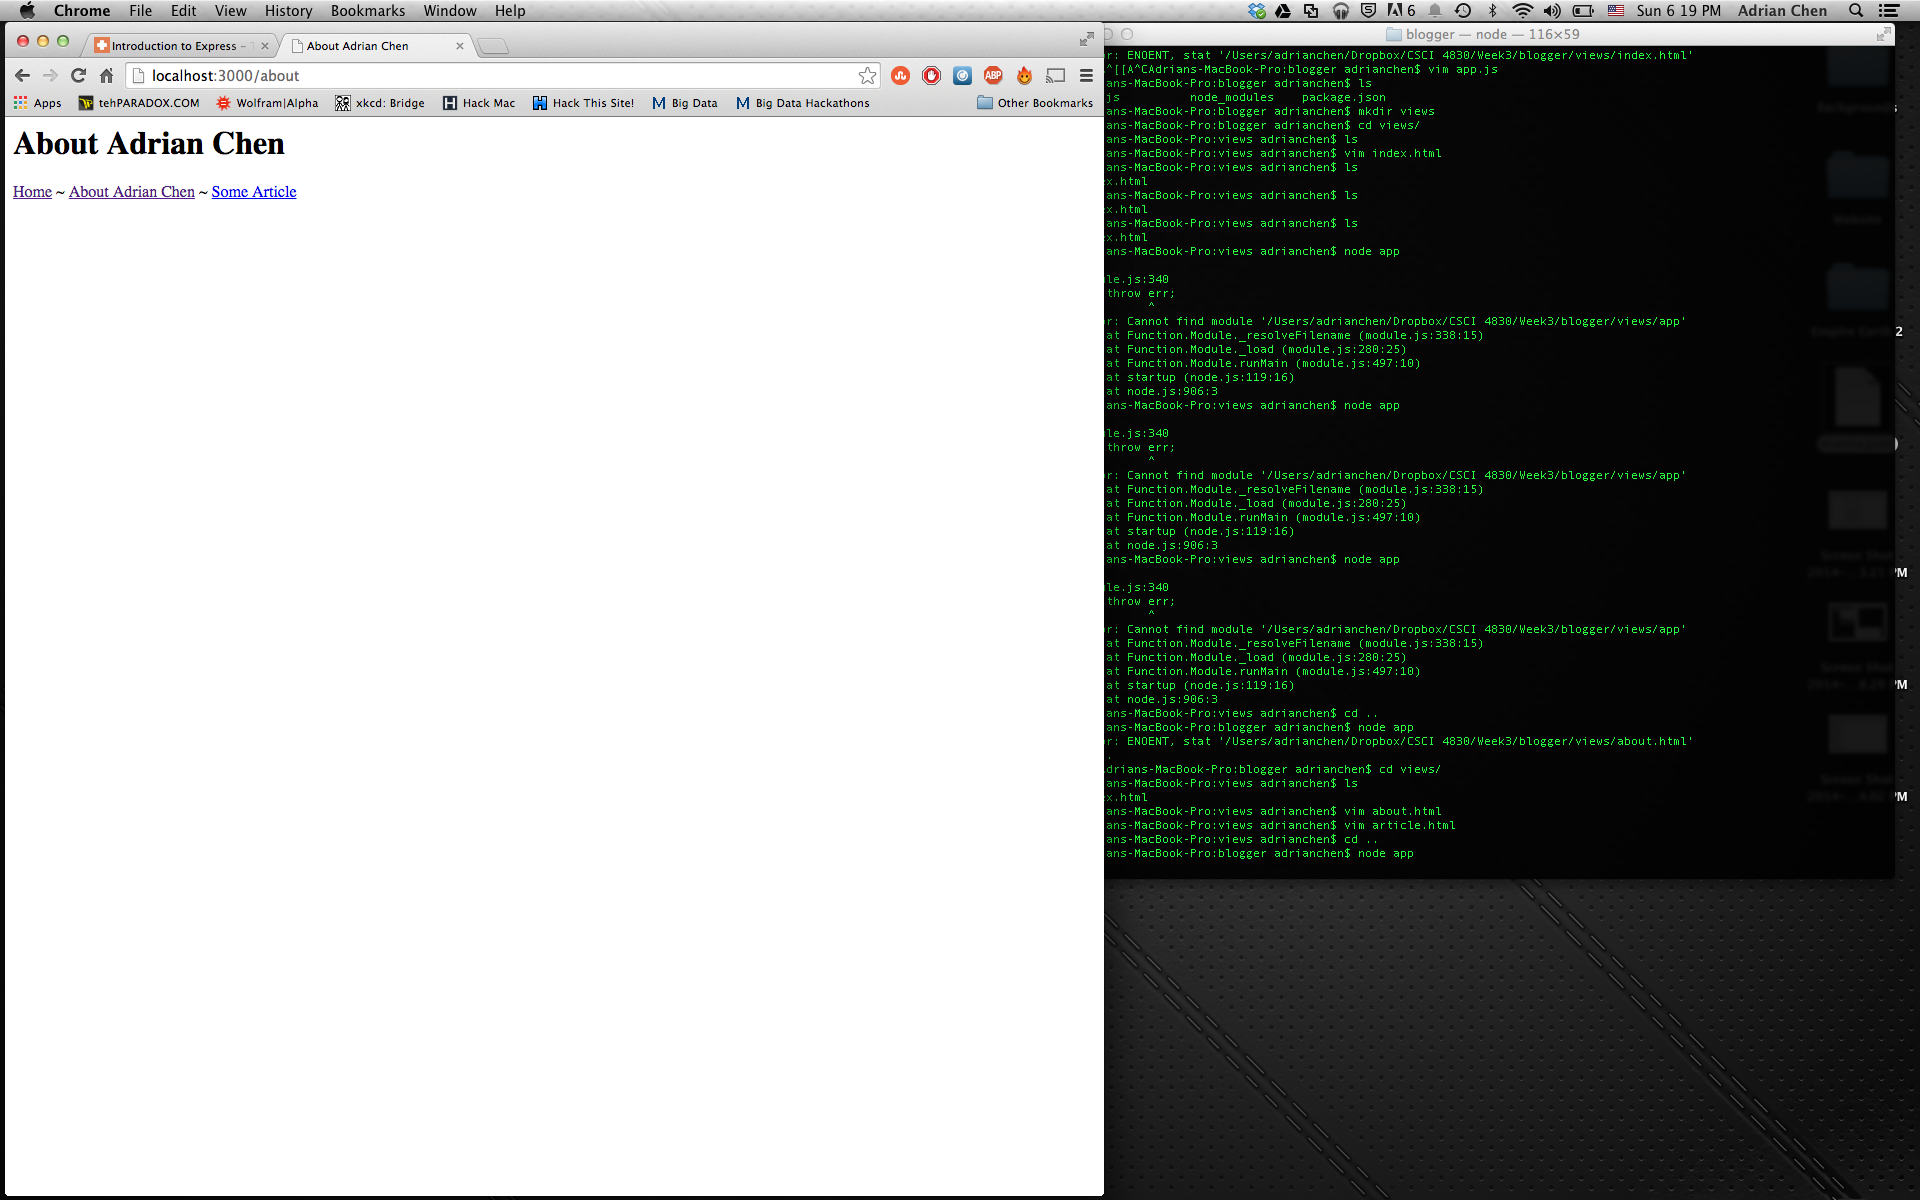 Chrome File Edit View History Bookmarks Window Help 6 Sun 6 19 PM Adrian Chen
Introduction to Express – About Adrian Chen
localhost:3000/about
ABP
Apps tehPARADOX.COM Wolfram|Alpha xkcd: Bridge Hack Mac Hack This Site! Big Data Big Data Hackathons Other Bookmarks
About Adrian Chen
Home ~ About Adrian Chen ~ Some Article
blogger — node — 116×59
r: ENOENT, stat '/Users/adrianchen/Dropbox/CSCI 4830/Week3/blogger/views/index.html'
^[[A^CAdrians-MacBook-Pro:blogger adrianchen$ vim app.js
ans-MacBook-Pro:blogger adrianchen$ ls
js node_modules package.json
ans-MacBook-Pro:blogger adrianchen$ mkdir views
ans-MacBook-Pro:blogger adrianchen$ cd views/
ans-MacBook-Pro:views adrianchen$ ls
ans-MacBook-Pro:views adrianchen$ vim index.html
ans-MacBook-Pro:views adrianchen$ ls
x.html
ans-MacBook-Pro:views adrianchen$ ls
x.html
ans-MacBook-Pro:views adrianchen$ ls
x.html
ans-MacBook-Pro:views adrianchen$ node app
le.js:340
throw err;
^
r: Cannot find module '/Users/adrianchen/Dropbox/CSCI 4830/Week3/blogger/views/app'
at Function.Module._resolveFilename (module.js:338:15)
at Function.Module._load (module.js:280:25)
at Function.Module.runMain (module.js:497:10)
at startup (node.js:119:16)
at node.js:906:3
ans-MacBook-Pro:views adrianchen$ node app
le.js:340
throw err;
^
r: Cannot find module '/Users/adrianchen/Dropbox/CSCI 4830/Week3/blogger/views/app'
at Function.Module._resolveFilename (module.js:338:15)
at Function.Module._load (module.js:280:25)
at Function.Module.runMain (module.js:497:10)
at startup (node.js:119:16)
at node.js:906:3
ans-MacBook-Pro:views adrianchen$ node app
le.js:340
throw err;
^
r: Cannot find module '/Users/adrianchen/Dropbox/CSCI 4830/Week3/blogger/views/app'
at Function.Module._resolveFilename (module.js:338:15)
at Function.Module._load (module.js:280:25)
at Function.Module.runMain (module.js:497:10)
at startup (node.js:119:16)
at node.js:906:3
ans-MacBook-Pro:views adrianchen$ cd ..
ans-MacBook-Pro:blogger adrianchen$ node app
r: ENOENT, stat '/Users/adrianchen/Dropbox/CSCI 4830/Week3/blogger/views/about.html'
drians-MacBook-Pro:blogger adrianchen$ cd views/
ans-MacBook-Pro:views adrianchen$ ls
x.html
ans-MacBook-Pro:views adrianchen$ vim about.html
ans-MacBook-Pro:views adrianchen$ vim article.html
ans-MacBook-Pro:views adrianchen$ cd ..
ans-MacBook-Pro:blogger adrianchen$ node app
Website
2
PM
PM
PM